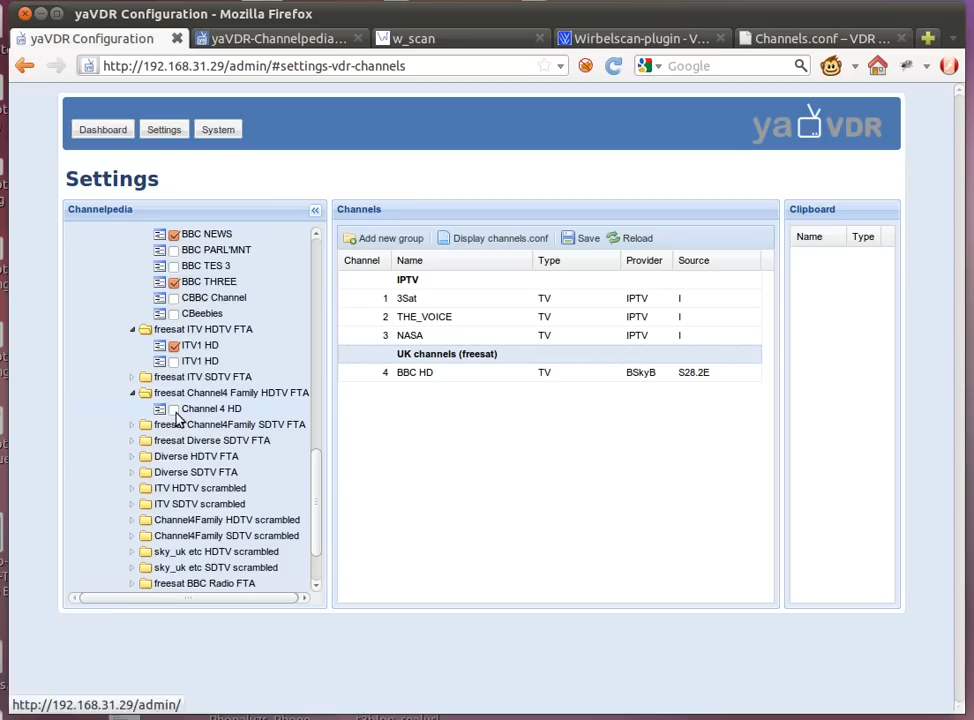 yaVDR Configuration - Mozilla Firefox
yaVDR Configuration
yaVDR-Channelpedia...
w_scan
Wirbelscan-plugin - V...
Channels.conf – VDR ...
http://192.168.31.29/admin/#settings-vdr-channels
Google
Dashboard
Settings
System
yaVDR
Settings
Channelpedia
Channels
Clipboard
BBC NEWS
BBC PARL'MNT
BBC TES 3
BBC THREE
CBBC Channel
CBeebies
freesat ITV HDTV FTA
ITV1 HD
ITV1 HD
freesat ITV SDTV FTA
freesat Channel4 Family HDTV FTA
Channel 4 HD
freesat Channel4Family SDTV FTA
freesat Diverse SDTV FTA
Diverse HDTV FTA
Diverse SDTV FTA
ITV HDTV scrambled
ITV SDTV scrambled
Channel4Family HDTV scrambled
Channel4Family SDTV scrambled
sky_uk etc HDTV scrambled
sky_uk etc SDTV scrambled
freesat BBC Radio FTA
Add new group
Display channels.conf
Save
Reload
Channel Name Type Provider Source
IPTV
1 3Sat TV IPTV I
2 THE_VOICE TV IPTV I
3 NASA TV IPTV I
UK channels (freesat)
4 BBC HD TV BSkyB S28.2E
Name Type
http://192.168.31.29/admin/